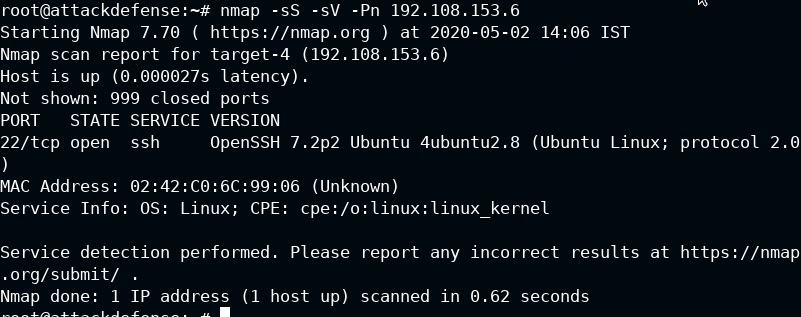 root@attackdefense:~# nmap -sS -sV -Pn 192.108.153.6
Starting Nmap 7.70 ( https://nmap.org ) at 2020-05-02 14:06 IST
Nmap scan report for target-4 (192.108.153.6)
Host is up (0.000027s latency).
Not shown: 999 closed ports
PORT   STATE SERVICE VERSION
22/tcp open  ssh     OpenSSH 7.2p2 Ubuntu 4ubuntu2.8 (Ubuntu Linux; protocol 2.0
)
MAC Address: 02:42:C0:6C:99:06 (Unknown)
Service Info: OS: Linux; CPE: cpe:/o:linux:linux_kernel

Service detection performed. Please report any incorrect results at https://nmap
.org/submit/ .
Nmap done: 1 IP address (1 host up) scanned in 0.62 seconds
root@attackdefense:~#